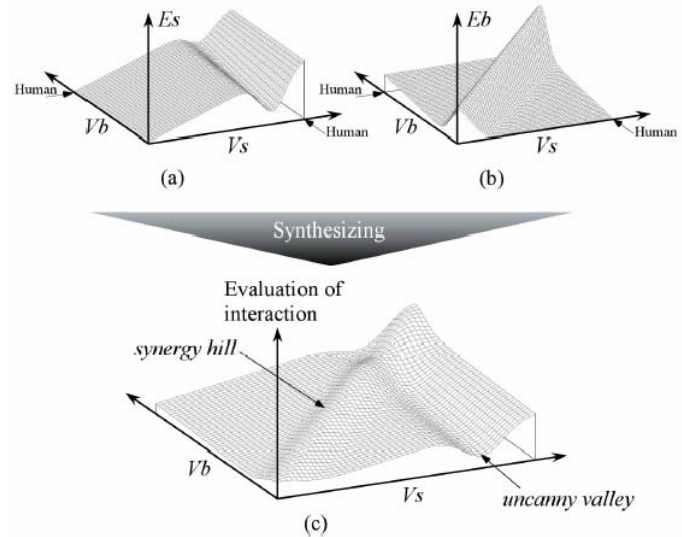 Es
Human
Vb
Vs
Human
(a)
Eb
Human
Vb
Vs
Human
(b)
Synthesizing
Evaluation of
interaction
synergy hill
Vb
Vs
uncanny valley
(c)